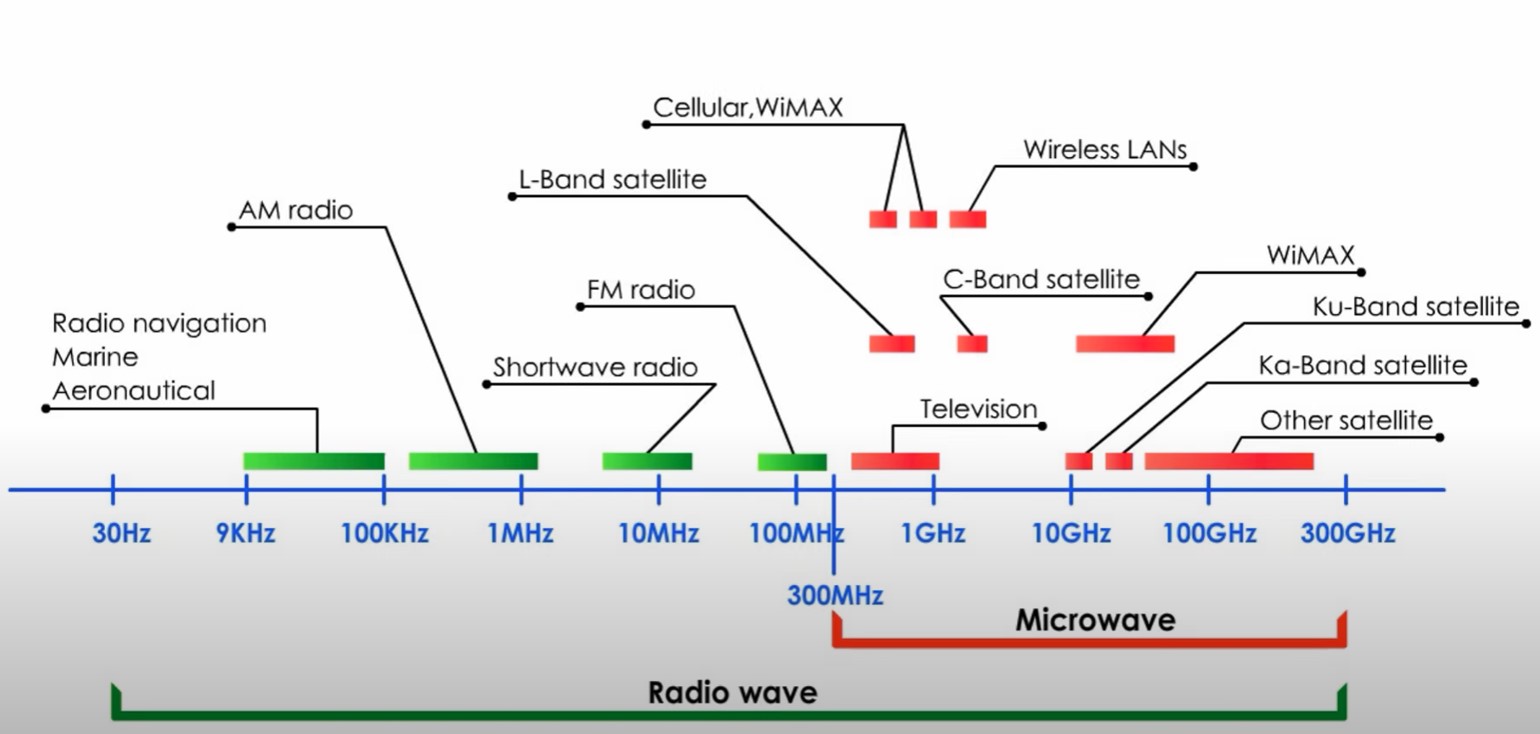 Cellular,WiMAX
Wireless LANs
L-Band satellite
AM radio
WiMAX
C-Band satellite
FM radio
Ku-Band satellite
Radio navigation
Marine
Aeronautical
Shortwave radio
Ka-Band satellite
Television
Other satellite
30Hz 9KHz 100KHz 1MHz 10MHz 100MHz 1GHz 10GHz 100GHz 300GHz
300MHz
Microwave
Radio wave